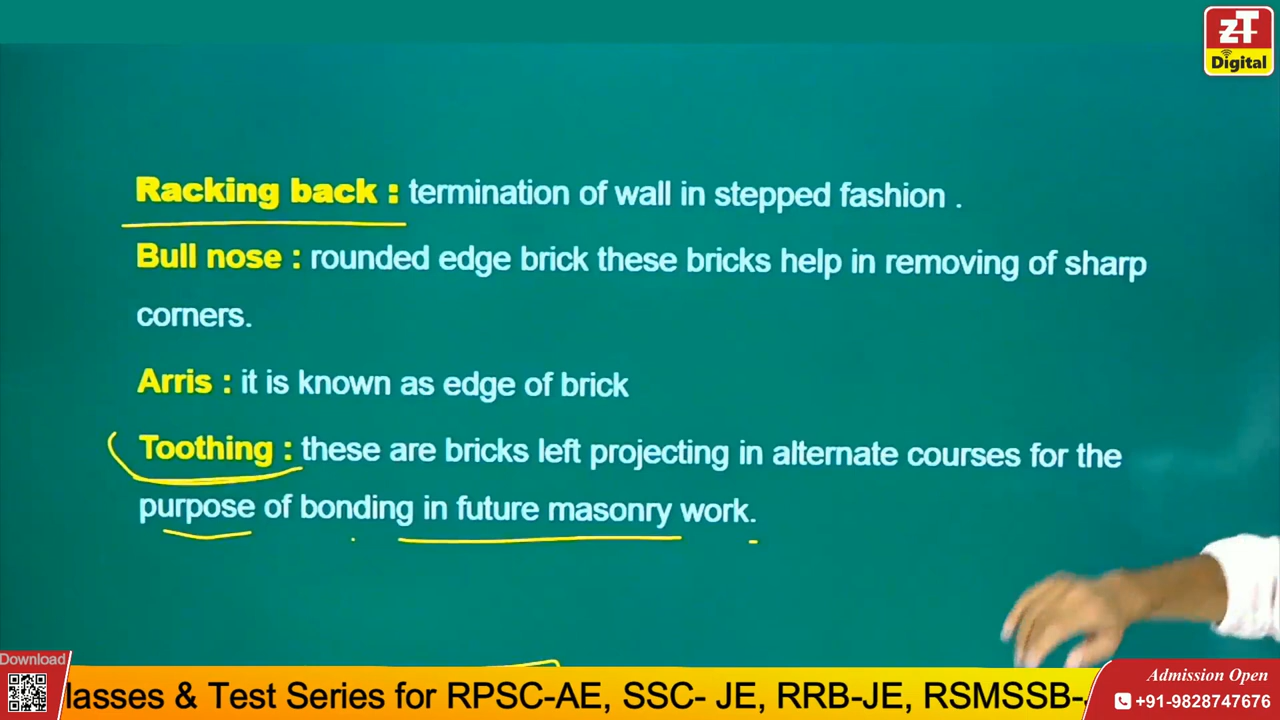 zT
Digital
Racking back : termination of wall in stepped fashion .
Bull nose : rounded edge brick these bricks help in removing of sharp
corners.
Arris : it is known as edge of brick
Toothing : these are bricks left projecting in alternate courses for the
purpose of bonding in future masonry work.
Download
lasses & Test Series for RPSC-AE, SSC- JE, RRB-JE, RSMSSB-
Admission Open
+91-9828747676